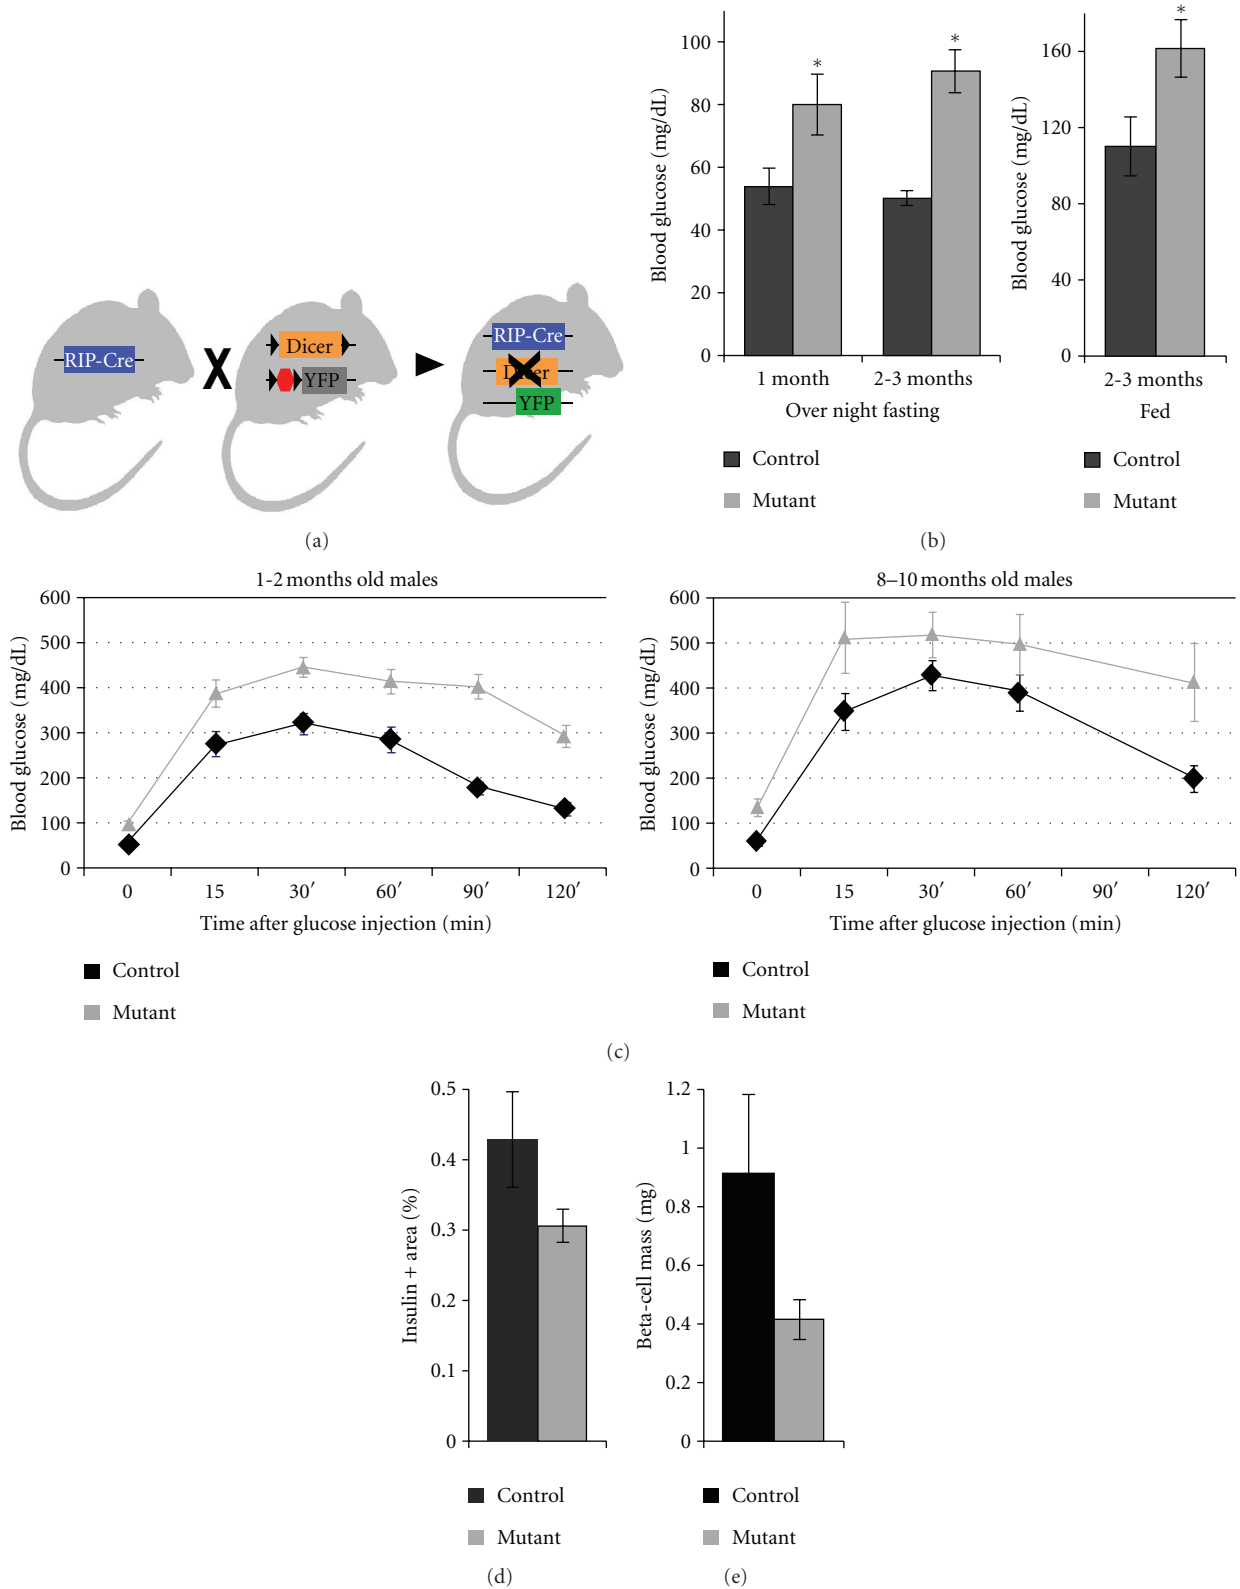 RIP-Cre
X
Dicer
YFP
RIP-Cre
Dicer
YFP
(a)
Blood glucose (mg/dL)
100
80
60
40
20
0
*
*
1 month
2-3 months
Over night fasting
Control
Mutant
Blood glucose (mg/dL)
160
120
80
40
0
*
2-3 months
Fed
Control
Mutant
(b)
1-2 months old males
Blood glucose (mg/dL)
600
500
400
300
200
100
0
0 15 30′ 60′ 90′ 120′
Time after glucose injection (min)
Control
Mutant
8–10 months old males
Blood glucose (mg/dL)
600
500
400
300
200
100
0
0 15 30′ 60′ 90′ 120′
Time after glucose injection (min)
Control
Mutant
(c)
Insulin + area (%)
0.5
0.4
0.3
0.2
0.1
0
Control
Mutant
(d)
Beta-cell mass (mg)
1.2
1
0.8
0.6
0.4
0.2
0
Control
Mutant
(e)